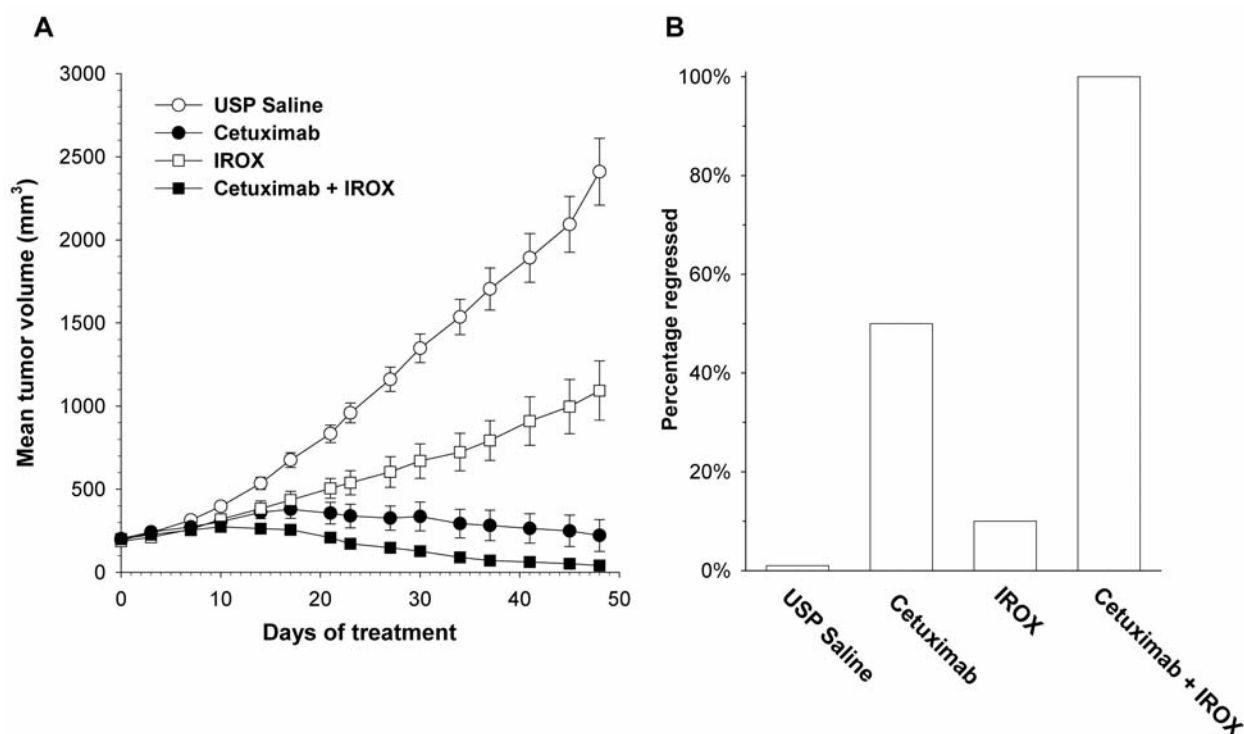 A
3000
2500
2000
1500
1000
500
0
Mean tumor volume (mm³)
USP Saline
Cetuximab
IROX
Cetuximab + IROX
0 10 20 30 40 50
Days of treatment
B
100%
80%
60%
40%
20%
0%
Percentage regressed
USP Saline
Cetuximab
IROX
Cetuximab + IROX